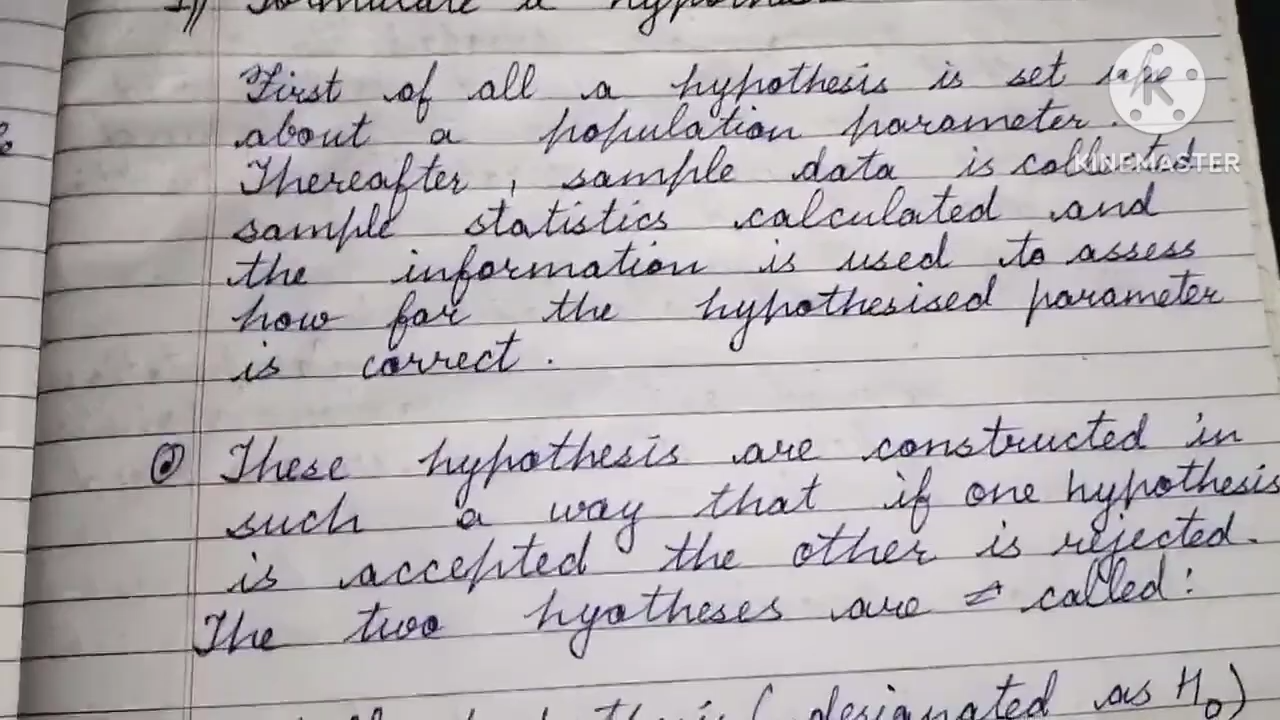 1) Formulate a hypothesis
First of all a hypothesis is set up
about a population parameter.
Thereafter, sample data is collected
sample statistics calculated and
the information is used to assess
how far the hypothesised parameter
is correct.
These hypothesis are constructed in
such a way that if one hypothesis
is accepted the other is rejected.
The two hyotheses are called:
(designated as H₀)
KINEMASTER